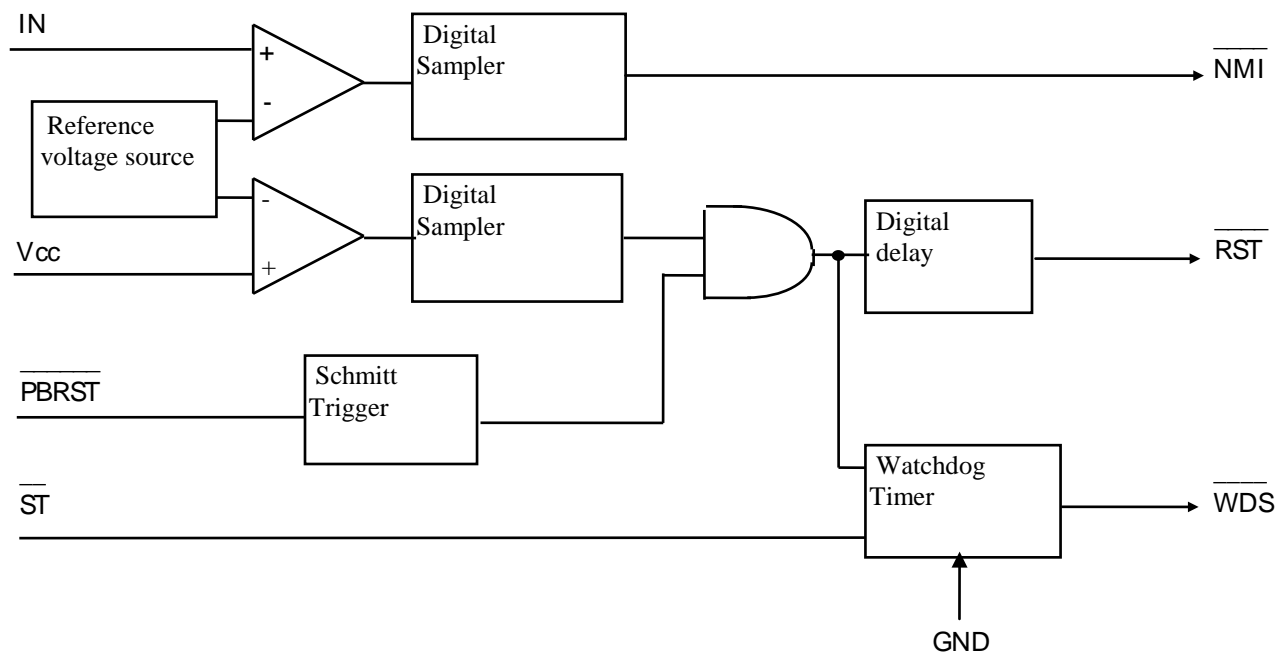 IN
+
-
Digital
Sampler
NMI
Reference
voltage source
-
+
Digital
Sampler
Vcc
Digital
delay
RST
PBRST
Schmitt
Trigger
ST
Watchdog
Timer
WDS
GND